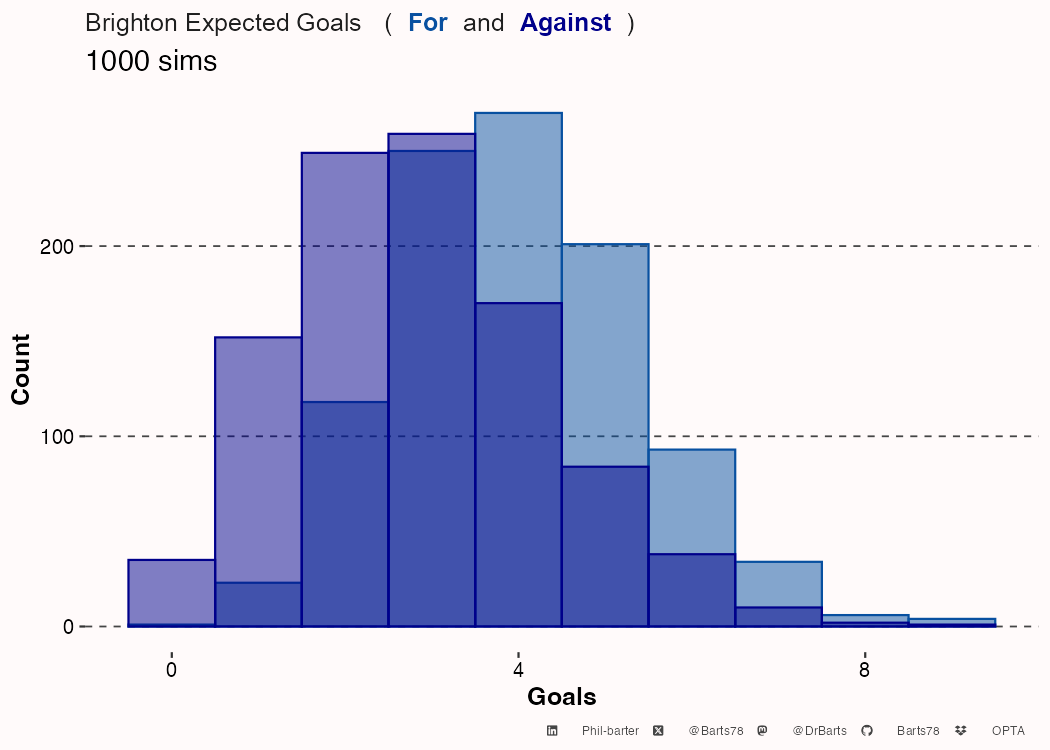 Brighton Expected Goals ( For and Against )
1000 sims
Count
200
100
0
0 4 8
Goals
Phil-barter @Barts78 @DrBarts Barts78 OPTA